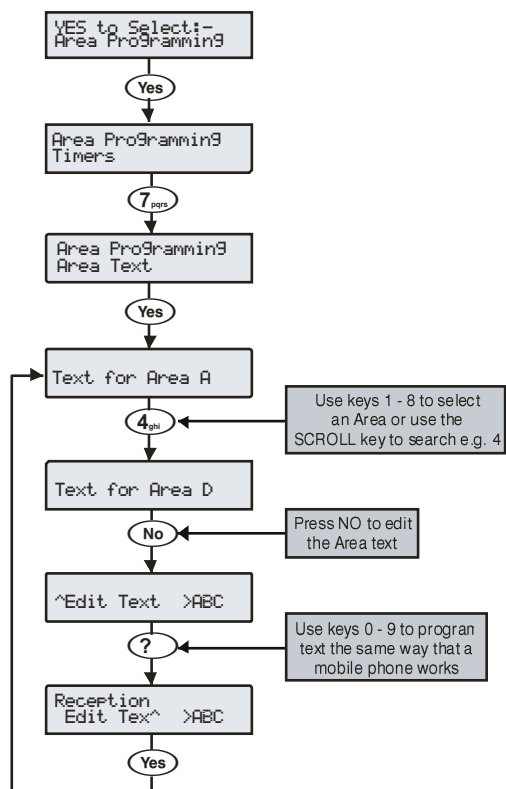 YES to Select:-
Area Programming
Yes
Area Programming
Timers
7pqrs
Area Programming
Area Text
Yes
Text for Area A
4ghi
Use keys 1 - 8 to select
an Area or use the
SCROLL key to search e.g. 4
Text for Area D
No
Press NO to edit
the Area text
^Edit Text >ABC
?
Use keys 0 - 9 to program
text the same way that a
mobile phone works
Reception
Edit Tex^ >ABC
Yes